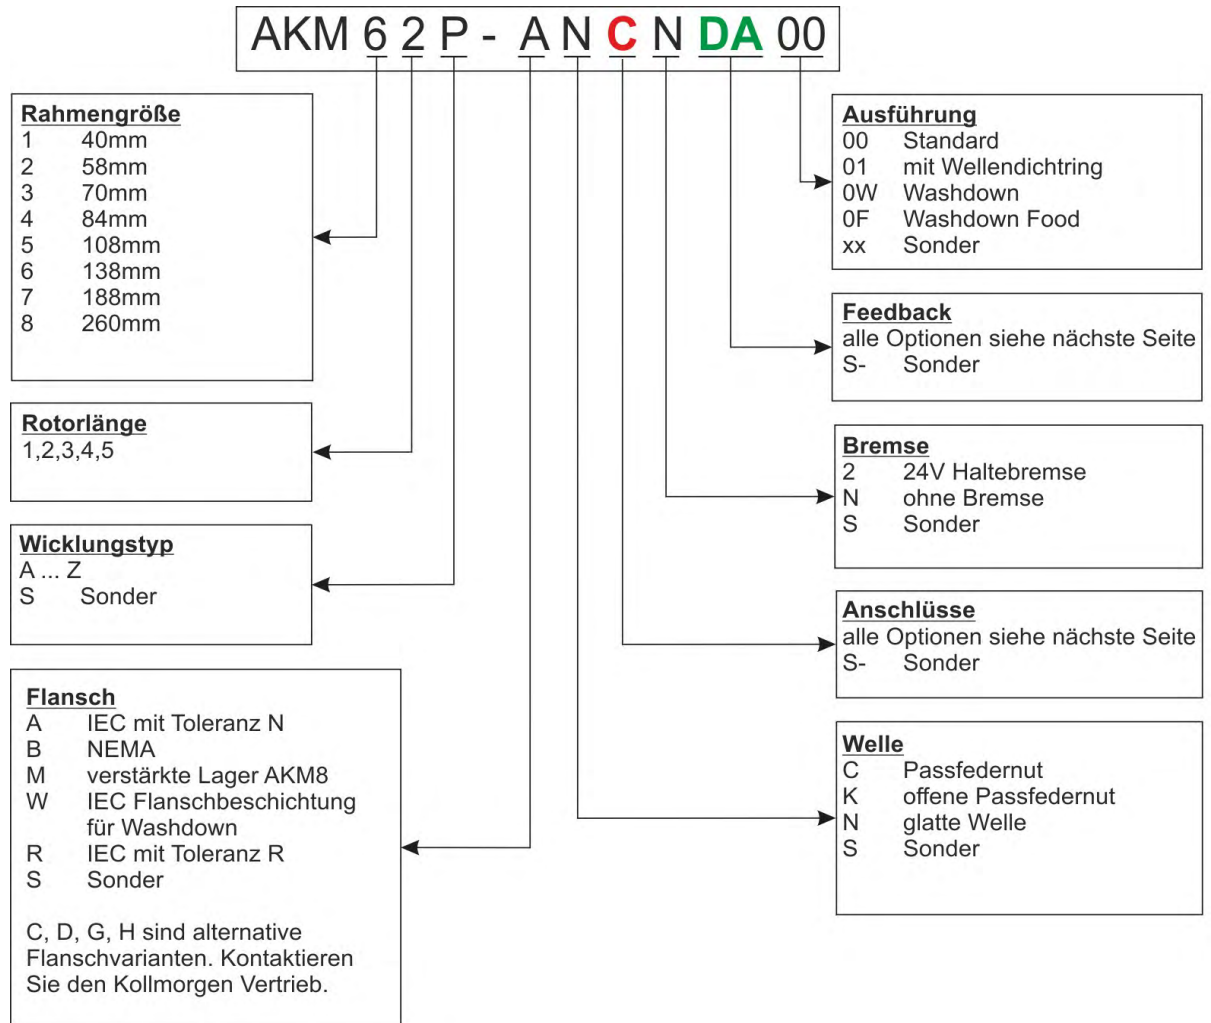 AKM 6 2 P - A N C N DA 00
Rahmengröße
1 40mm
2 58mm
3 70mm
4 84mm
5 108mm
6 138mm
7 188mm
8 260mm
Rotorlänge
1,2,3,4,5
Wicklungstyp
A ... Z
S Sonder
Flansch
A IEC mit Toleranz N
B NEMA
M verstärkte Lager AKM8
W IEC Flanschbeschichtung
für Washdown
R IEC mit Toleranz R
S Sonder
C, D, G, H sind alternative
Flanschvarianten. Kontaktieren
Sie den Kollmorgen Vertrieb.
Ausführung
00 Standard
01 mit Wellendichtring
0W Washdown
0F Washdown Food
xx Sonder
Feedback
alle Optionen siehe nächste Seite
S- Sonder
Bremse
2 24V Haltebremse
N ohne Bremse
S Sonder
Anschlüsse
alle Optionen siehe nächste Seite
S- Sonder
Welle
C Passfedernut
K offene Passfedernut
N glatte Welle
S Sonder